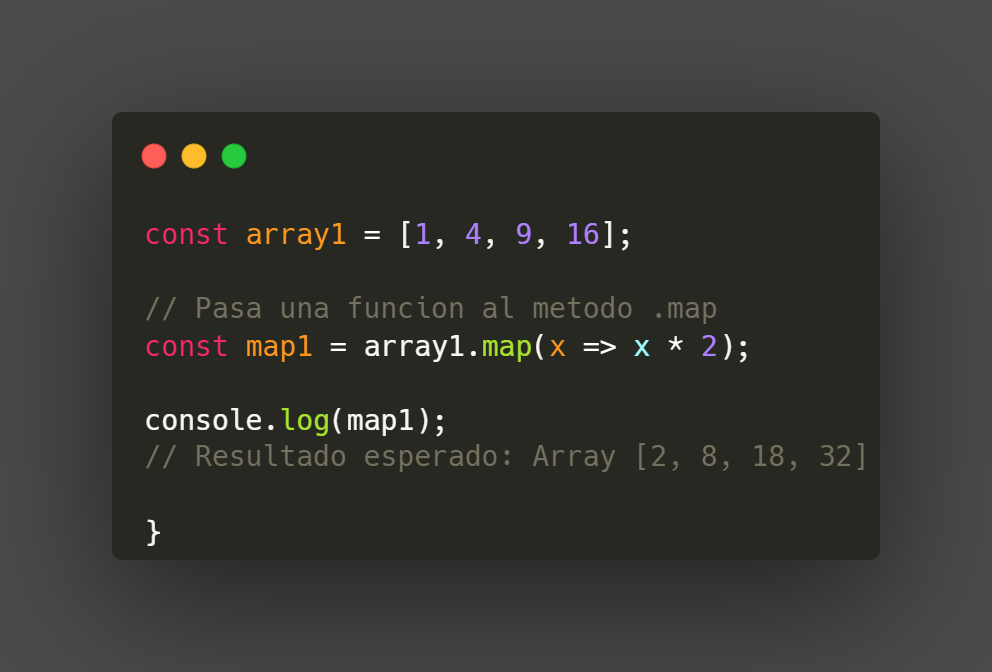 const array1 = [1, 4, 9, 16];
// Pasa una funcion al metodo .map
const map1 = array1.map(x => x * 2);
console.log(map1);
// Resultado esperado: Array [2, 8, 18, 32]
}